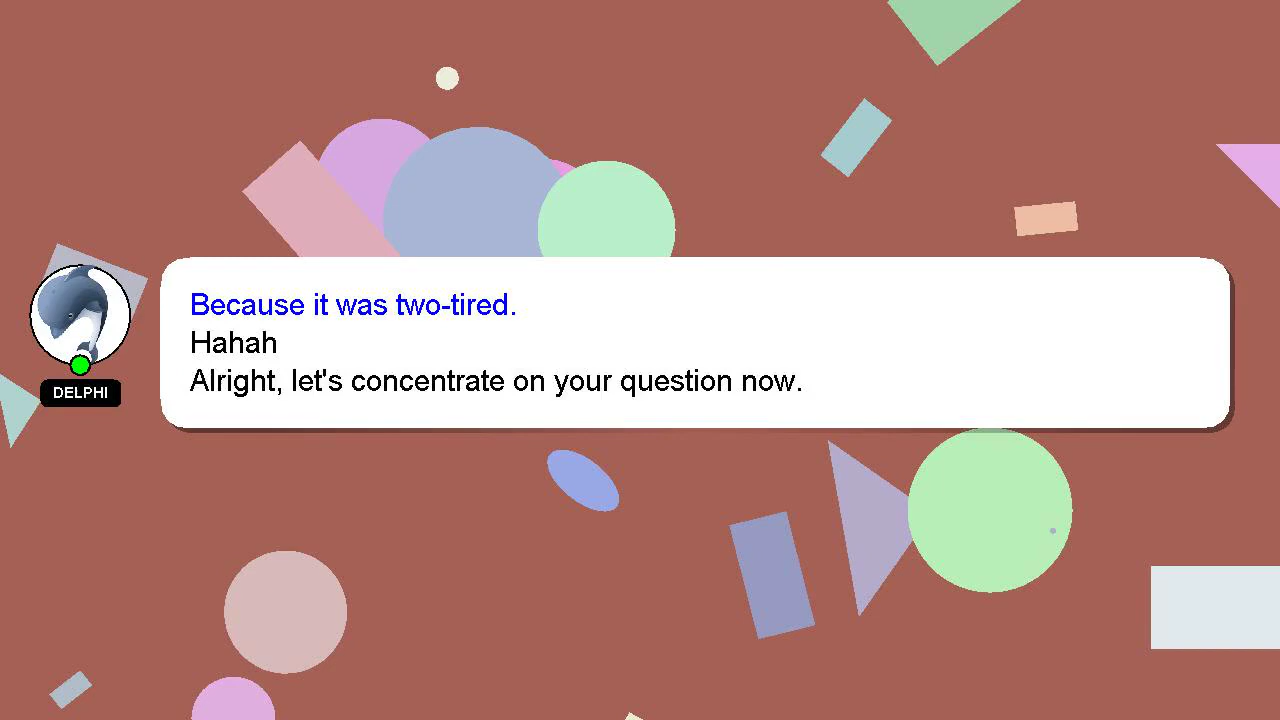 Because it was two-tired.
Hahah
Alright, let's concentrate on your question now.
DELPHI